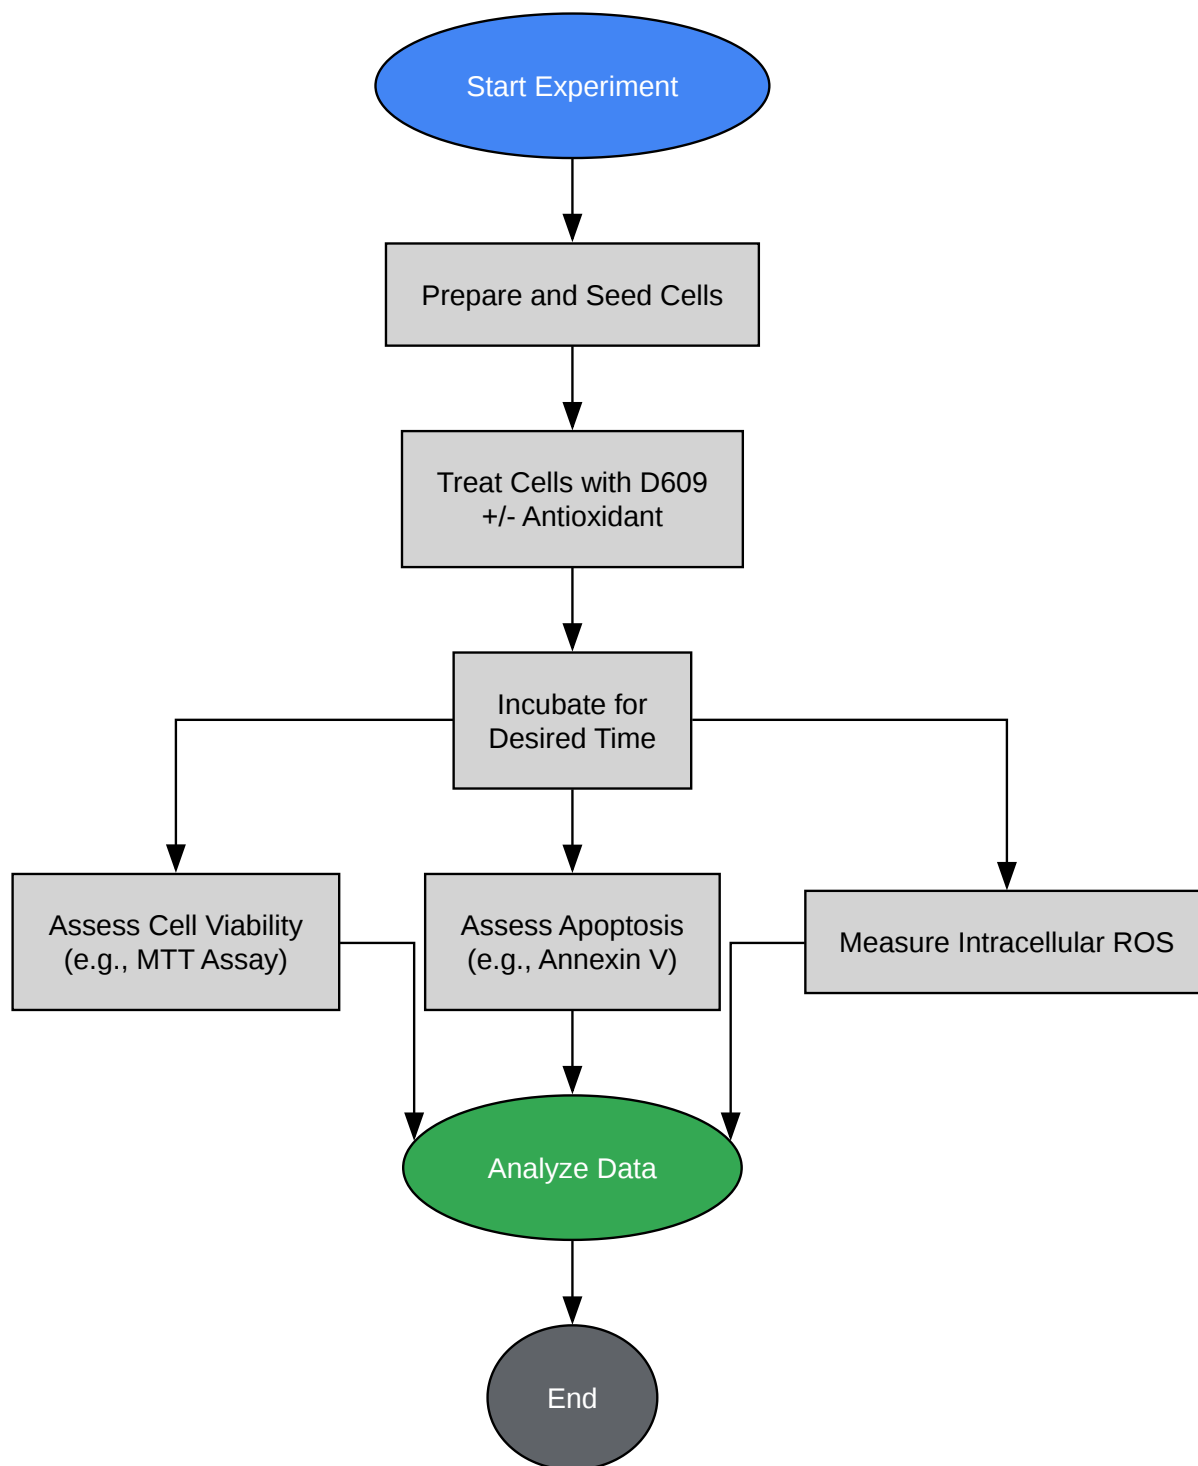 Start Experiment
Prepare and Seed Cells
Treat Cells with D609
+/- Antioxidant
Incubate for
Desired Time
Assess Cell Viability
(e.g., MTT Assay)
Assess Apoptosis
(e.g., Annexin V)
Measure Intracellular ROS
Analyze Data
End